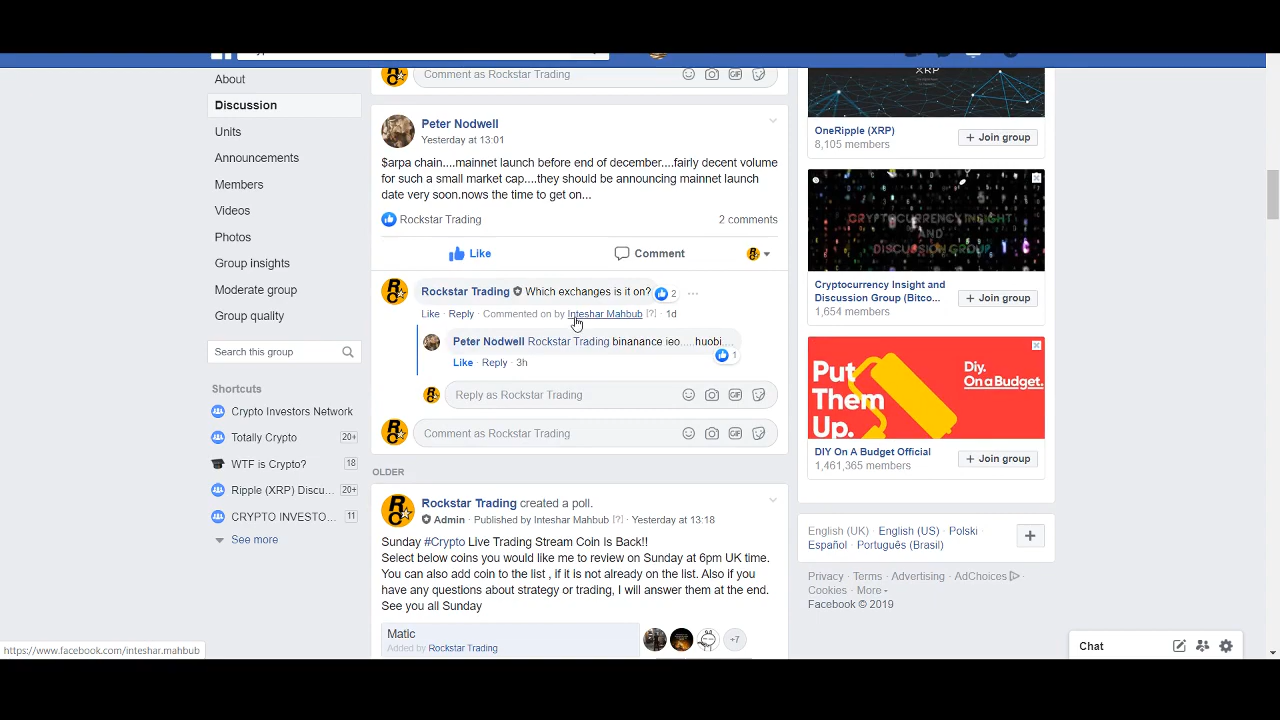 Comment as Rockstar Trading
About
Discussion
Units
Announcements
Members
Videos
Photos
Group insights
Moderate group
Group quality
Search this group
Shortcuts
Crypto Investors Network
Totally Crypto 20+
WTF is Crypto? 18
Ripple (XRP) Discu... 20+
CRYPTO INVESTO... 11
See more
Peter Nodwell
Yesterday at 13:01
$arpa chain....mainnet launch before end of december....fairly decent volume
for such a small market cap....they should be announcing mainnet launch
date very soon.nows the time to get on...
Rockstar Trading 2 comments
Like Comment
Rockstar Trading Which exchanges is it on? 2
Like · Reply · Commented on by Inteshar Mahbub [?] · 1d
Peter Nodwell Rockstar Trading binanance ieo.....huobi....
1
Like · Reply · 3h
Reply as Rockstar Trading
Comment as Rockstar Trading
OLDER
Rockstar Trading created a poll.
Admin · Published by Inteshar Mahbub [?] · Yesterday at 13:18
Sunday #Crypto Live Trading Stream Coin Is Back!!
Select below coins you would like me to review on Sunday at 6pm UK time.
You can also add coin to the list , if it is not already on the list. Also if you
have any questions about strategy or trading, I will answer them at the end.
See you all Sunday
Matic
Added by Rockstar Trading
+7
XRP
OneRipple (XRP)
8,105 members
+ Join group
CRYPTOCURRENCY INSIGHT
AND
DISCUSSION GROUP
Cryptocurrency Insight and
Discussion Group (Bitco...
1,654 members
+ Join group
Put
Them
Up.
Diy.
On a Budget.
DIY On A Budget Official
1,461,365 members
+ Join group
English (UK) · English (US) · Polski ·
Español · Português (Brasil)
Privacy · Terms · Advertising · AdChoices ·
Cookies · More
Facebook © 2019
Chat
https://www.facebook.com/inteshar.mahbub